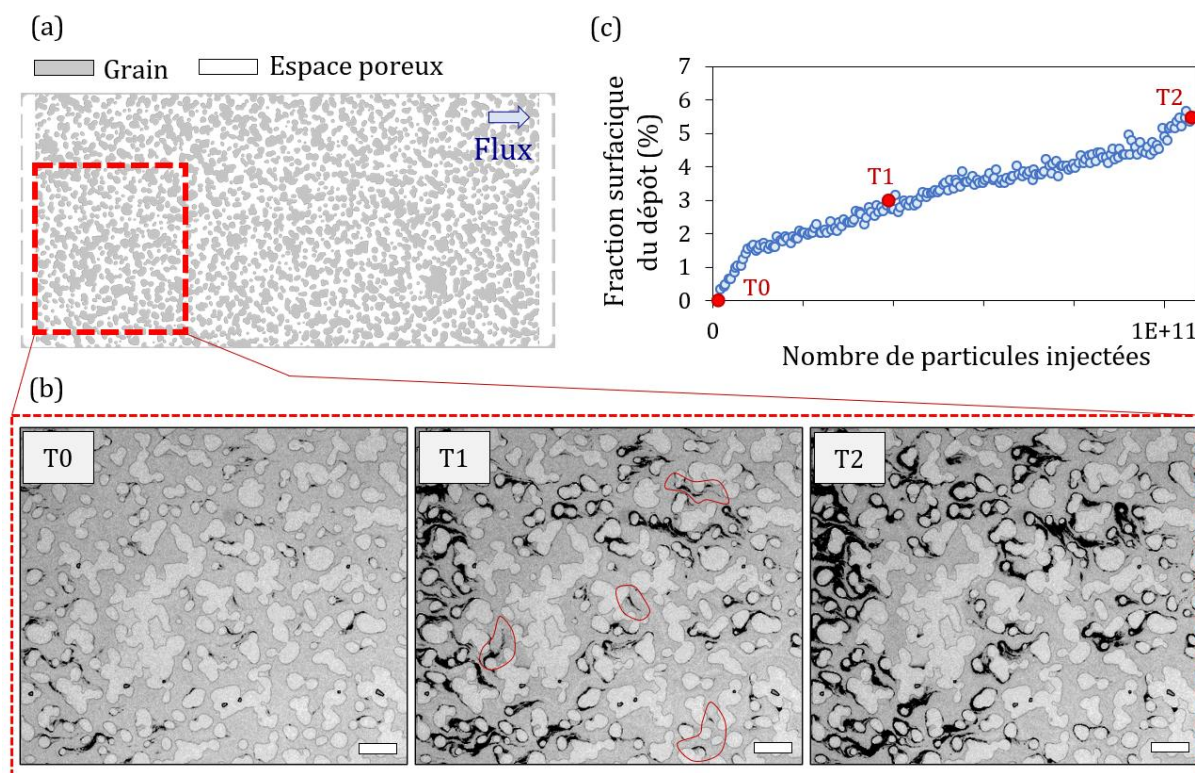 (a)
Grain Espace poreux
Flux
(b)
T0
T1
T2
(c)
Fraction surfacique
du dépôt (%)
7
6
5
4
3
2
1
0
T0
T1
T2
0 1E+11
Nombre de particules injectées